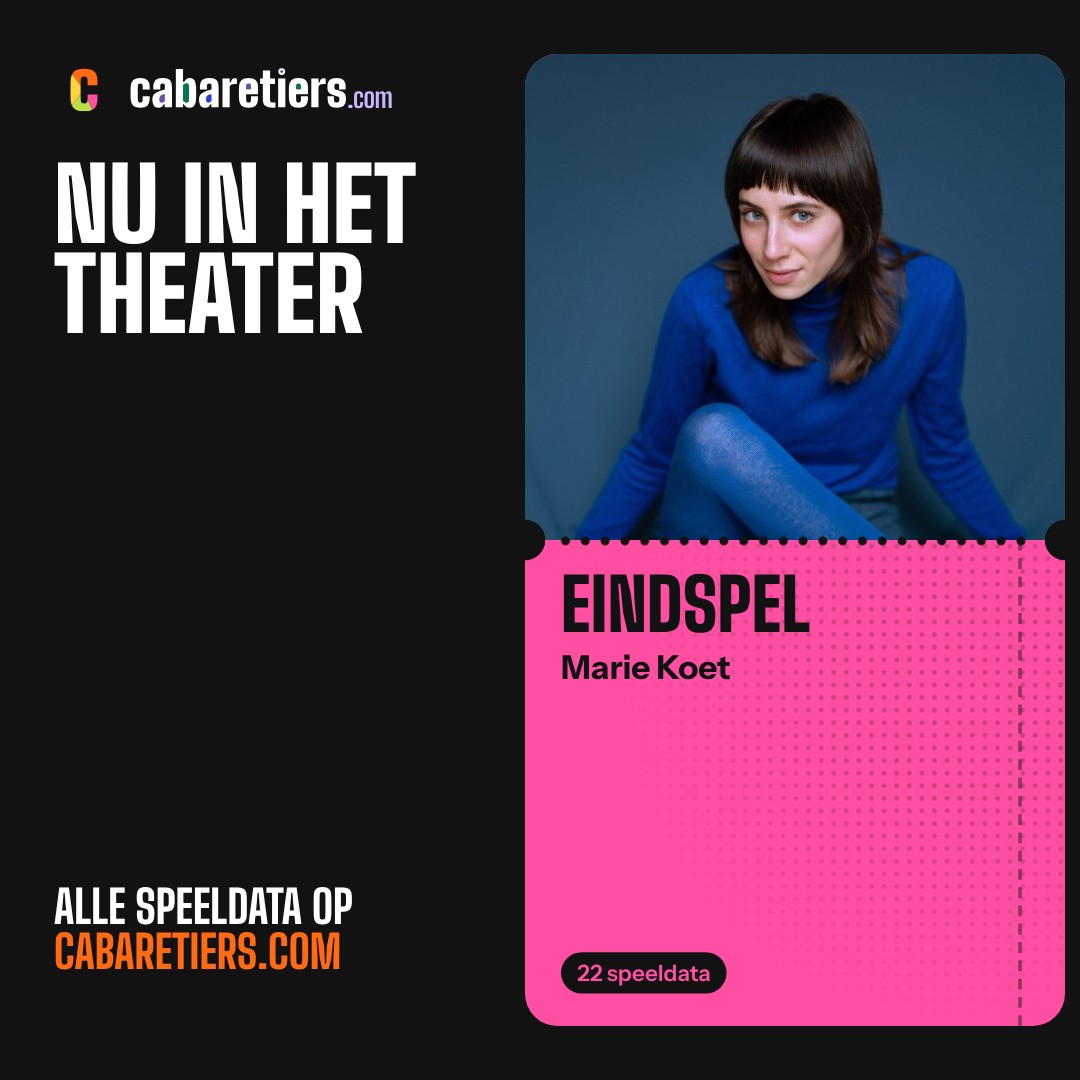 cabaretiers.com
NU IN HET
THEATER
EINDSPEL
Marie Koet
22 speeldata
ALLE SPEELDATA OP
CABARETIERS.COM